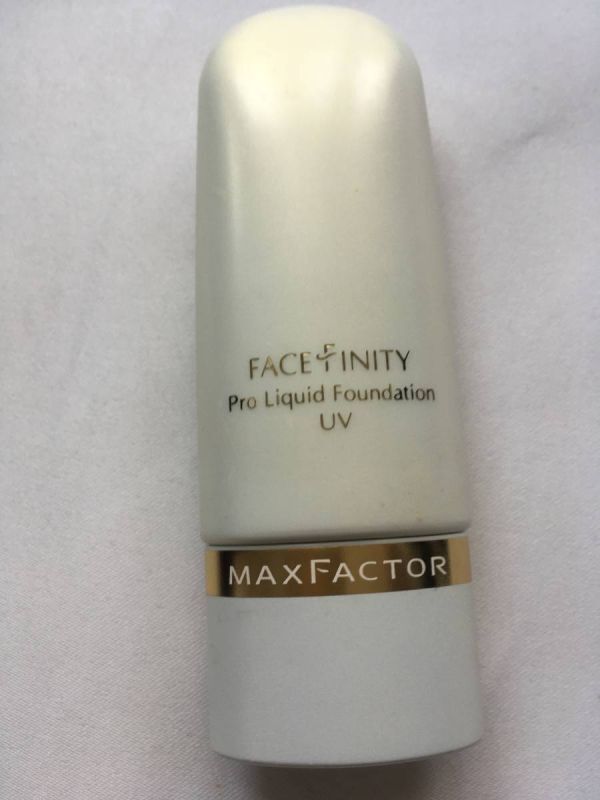 FACEFINITY
Pro Liquid Foundation
UV
MAXFACTOR